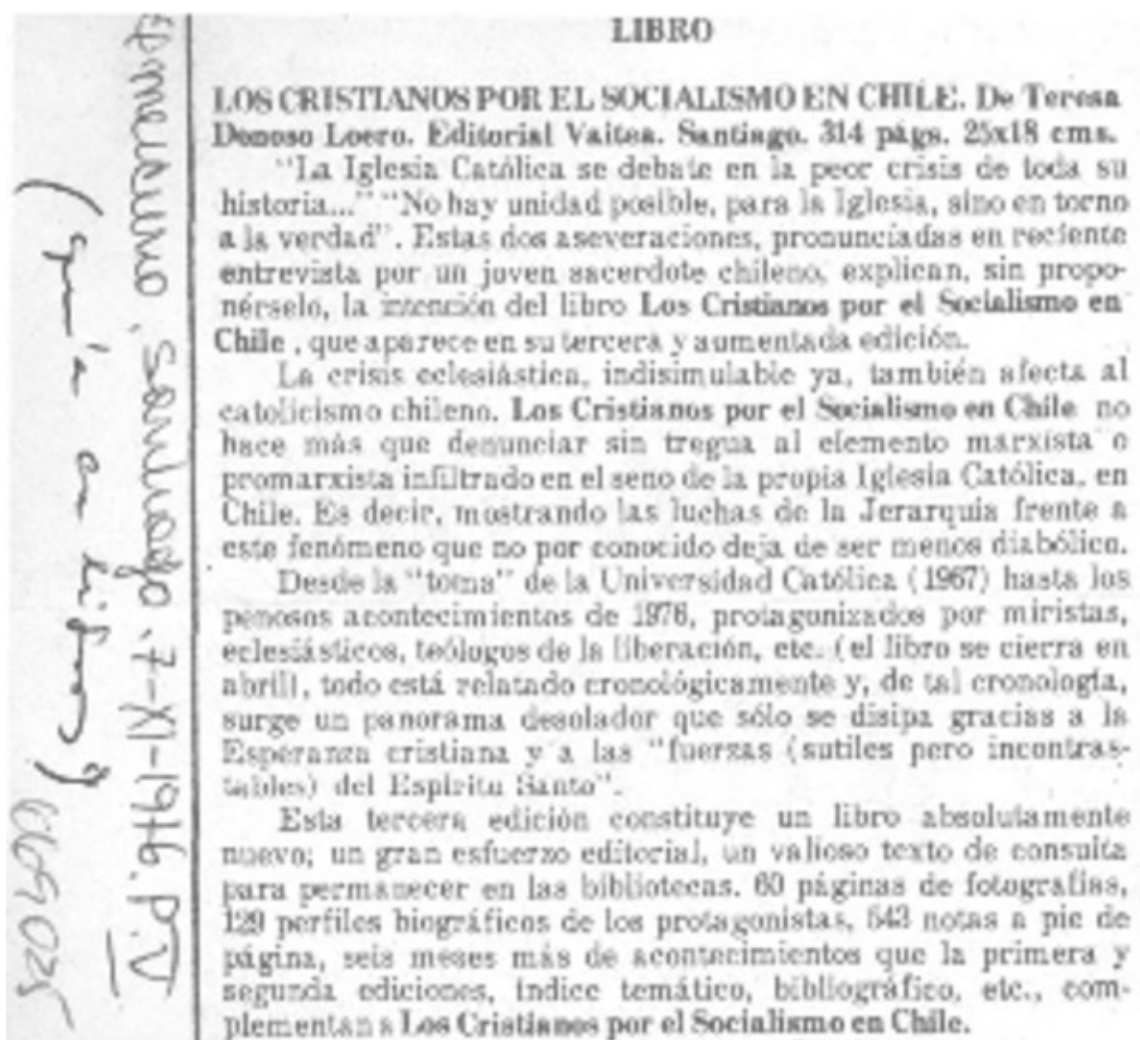 LIBRO
LOS CRISTIANOS POR EL SOCIALISMO EN CHILE. De Teresa
Donoso Loero. Editorial Vaitea. Santiago. 314 págs. 25x18 cms.
"La Iglesia Católica se debate en la peor crisis de toda su
historia..." "No hay unidad posible, para la Iglesia, sino en torno
a la verdad". Estas dos aseveraciones, pronunciadas en reciente
entrevista por un joven sacerdote chileno, explican, sin propo-
nérselo, la intención del libro Los Cristianos por el Socialismo en
Chile , que aparece en su tercera y aumentada edición.
La crisis eclesiástica, indisimulable ya, también afecta al
catolicismo chileno. Los Cristianos por el Socialismo en Chile no
hace más que denunciar sin tregua al elemento marxista o
promarxista infiltrado en el seno de la propia Iglesia Católica, en
Chile. Es decir, mostrando las luchas de la Jerarquía frente a
este fenómeno que no por conocido deja de ser menos diabólico.
Desde la "toma" de la Universidad Católica (1967) hasta los
penosos acontecimientos de 1976, protagonizados por miristas,
eclesiásticos, teólogos de la liberación, etc. (el libro se cierra en
abril), todo está relatado cronológicamente y, de tal cronología,
surge un panorama desolador que sólo se disipa gracias a la
Esperanza cristiana y a las "fuerzas (sutiles pero incontras-
tables) del Espíritu Santo".
Esta tercera edición constituye un libro absolutamente
nuevo; un gran esfuerzo editorial, un valioso texto de consulta
para permanecer en las bibliotecas. 60 páginas de fotografías,
129 perfiles biográficos de los protagonistas, 543 notas a pie de
página, seis meses más de acontecimientos que la primera y
segunda ediciones, índice temático, bibliográfico, etc., com-
plementan a Los Cristianos por el Socialismo en Chile.
Santiago, 7-XI-1976. P. V